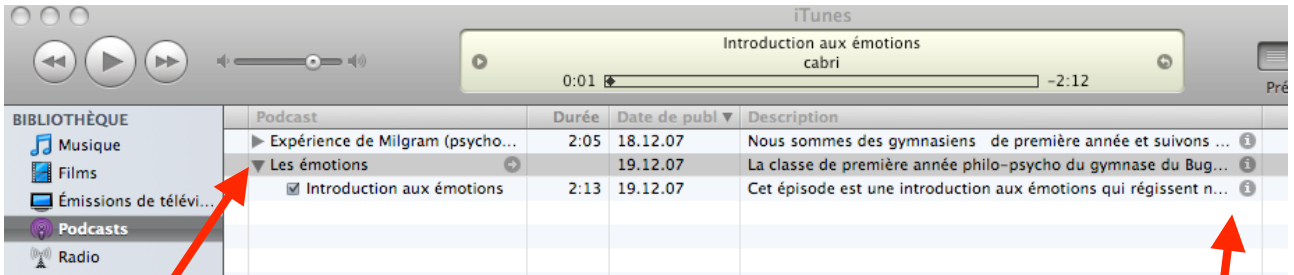 iTunes
Introduction aux émotions
cabri
0:01 -2:12
Pré
BIBLIOTHÈQUE Podcast Durée Date de publ Description
Musique Expérience de Milgram (psycho... 2:05 18.12.07 Nous sommes des gymnasiens de première année et suivons ...
Films Les émotions 19.12.07 La classe de première année philo-psycho du gymnase du Bug...
Émissions de télévi... Introduction aux émotions 2:13 19.12.07 Cet épisode est une introduction aux émotions qui régissent n...
Podcasts
Radio